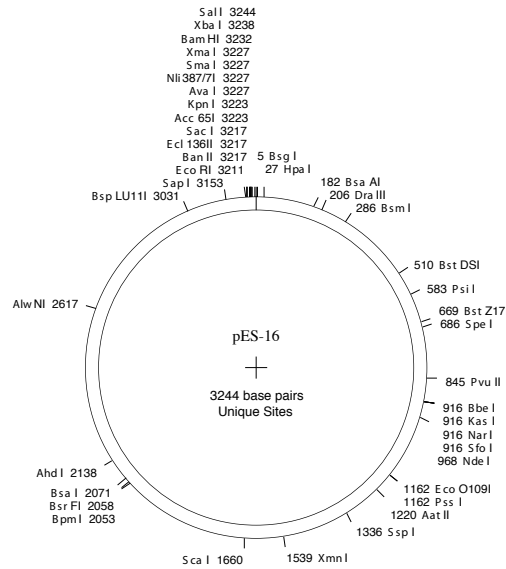 Sal I 3244
Xba I 3238
Bam HI 3232
Xma I 3227
Sma I 3227
Nli 387/7I 3227
Ava I 3227
Kpn I 3223
Acc 65I 3223
Sac I 3217
Ecl 136II 3217
Ban II 3217
Eco RI 3211
Sap I 3153
Bsp LU11I 3031
5 Bsg I
27 Hpa I
182 Bsa AI
206 Dra III
286 Bsm I
510 Bst DSI
583 Psi I
669 Bst Z17
686 Spe I
845 Pvu II
916 Bbe I
916 Kas I
916 Nar I
916 Sfo I
968 Nde I
1162 Eco O109I
1162 Pss I
1220 Aat II
1336 Ssp I
1539 Xmn I
Sca I 1660
Bpm I 2053
Bsr FI 2058
Bsa I 2071
Ahd I 2138
Alw NI 2617
pES-16
3244 base pairs
Unique Sites